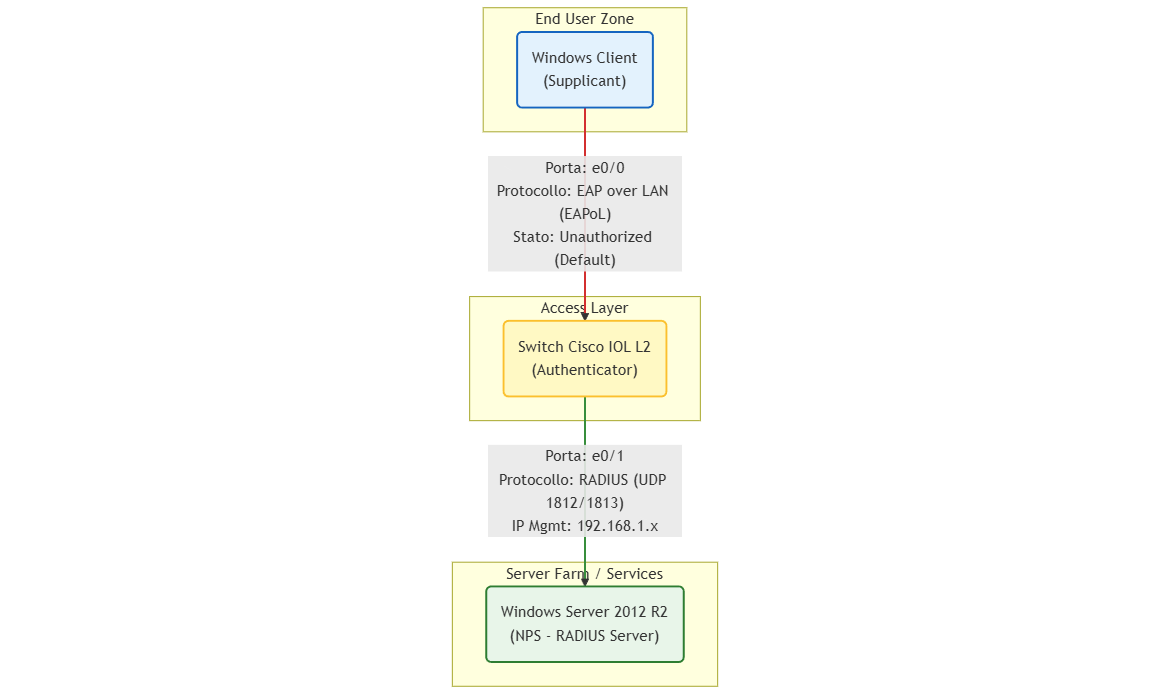 End User Zone
Windows Client
(Supplicant)
Porta: e0/0
Protocollo: EAP over LAN
(EAPoL)
Stato: Unauthorized
(Default)
Access Layer
Switch Cisco IOL L2
(Authenticator)
Porta: e0/1
Protocollo: RADIUS (UDP
1812/1813)
IP Mgmt: 192.168.1.x
Server Farm / Services
Windows Server 2012 R2
(NPS - RADIUS Server)